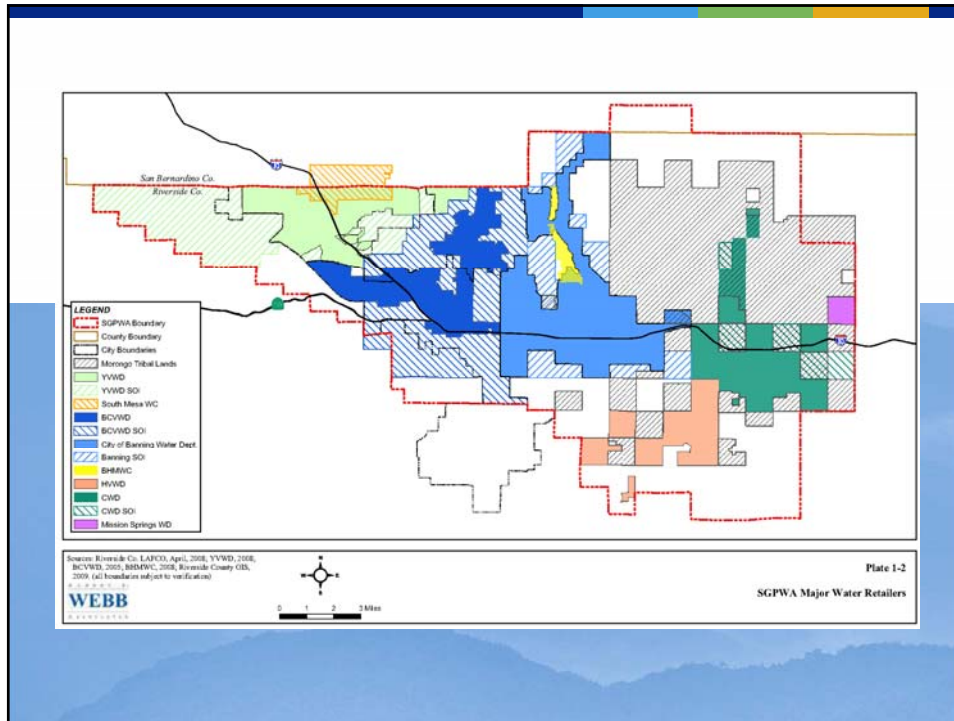 San Bernardino Co.
Riverside Co.
10
LEGEND
SGPWA Boundary
County Boundary
City Boundaries
Morongo Tribal Lands
YVWD
YVWD SOI
South Mesa WC
BCVWD
BCVWD SOI
City of Banning Water Dept.
Banning SOI
BHMWC
HVWD
CWD
CWD SOI
Mission Springs WD
Sources: Riverside Co. LAFCO, April, 2008; YVWD, 2008,
BCVWD, 2005; BHMWC, 2008; Riverside County GIS,
2009. (all boundaries subject to verification)
ALBERT A.
WEBB
ASSOCIATES
N
W E
S
0 1 2 3 Miles
Plate 1-2
SGPWA Major Water Retailers